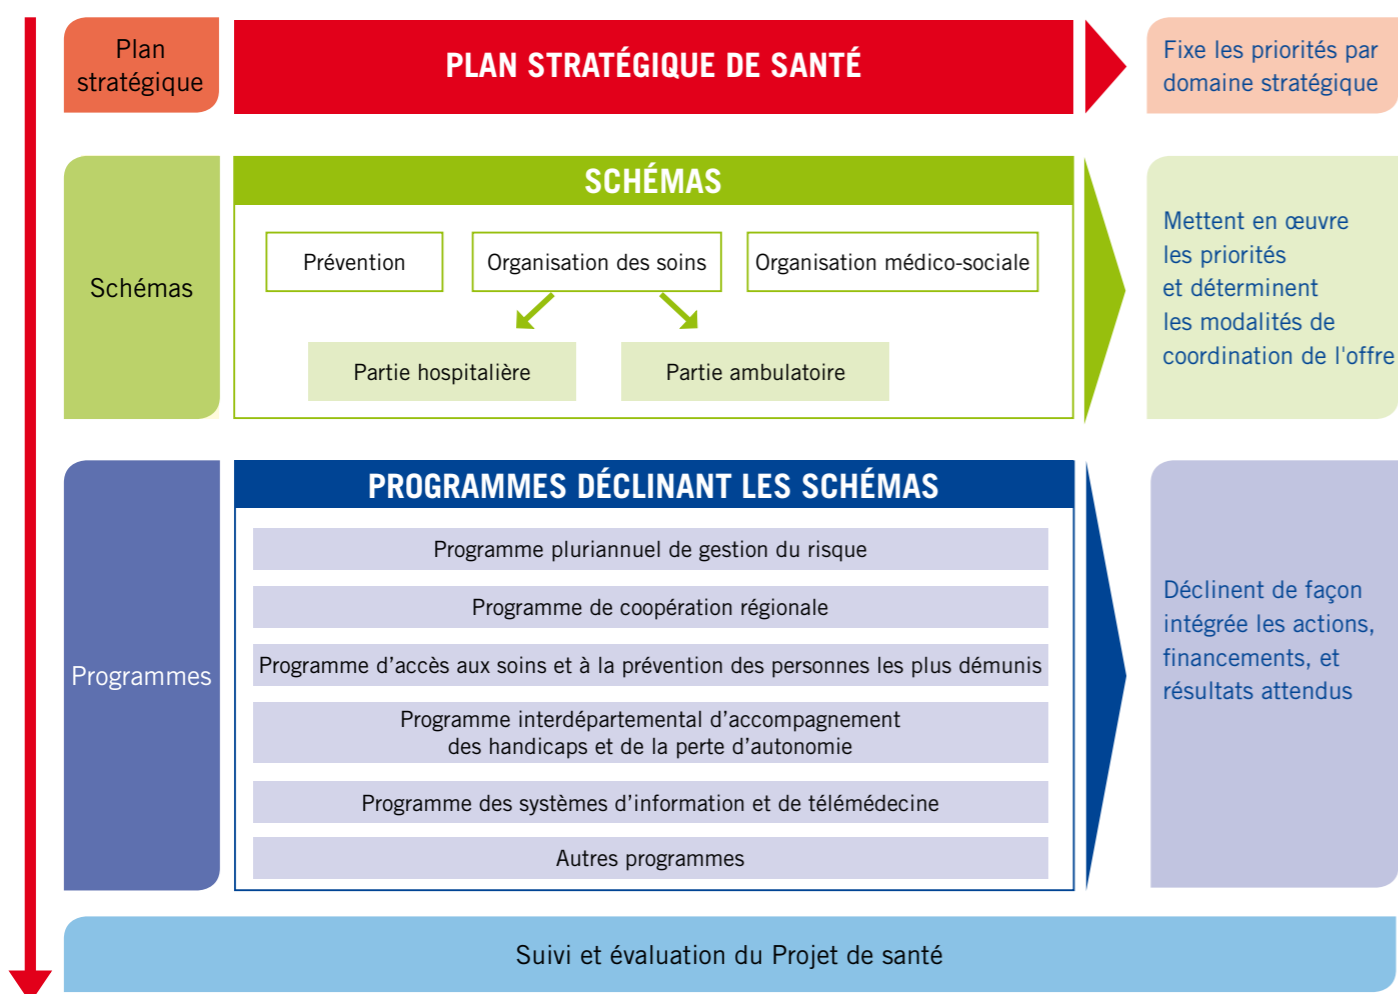 Plan
stratégique
PLAN STRATÉGIQUE DE SANTÉ
Fixe les priorités par
domaine stratégique
Schémas
SCHÉMAS
Prévention
Organisation des soins
Organisation médico-sociale
Partie hospitalière
Partie ambulatoire
Mettent en œuvre
les priorités
et déterminent
les modalités de
coordination de l'offre
Programmes
PROGRAMMES DÉCLINANT LES SCHÉMAS
Programme pluriannuel de gestion du risque
Programme de coopération régionale
Programme d’accès aux soins et à la prévention des personnes les plus démunis
Programme interdépartemental d’accompagnement
des handicaps et de la perte d’autonomie
Programme des systèmes d’information et de télémédecine
Autres programmes
Déclinent de façon
intégrée les actions,
financements, et
résultats attendus
Suivi et évaluation du Projet de santé